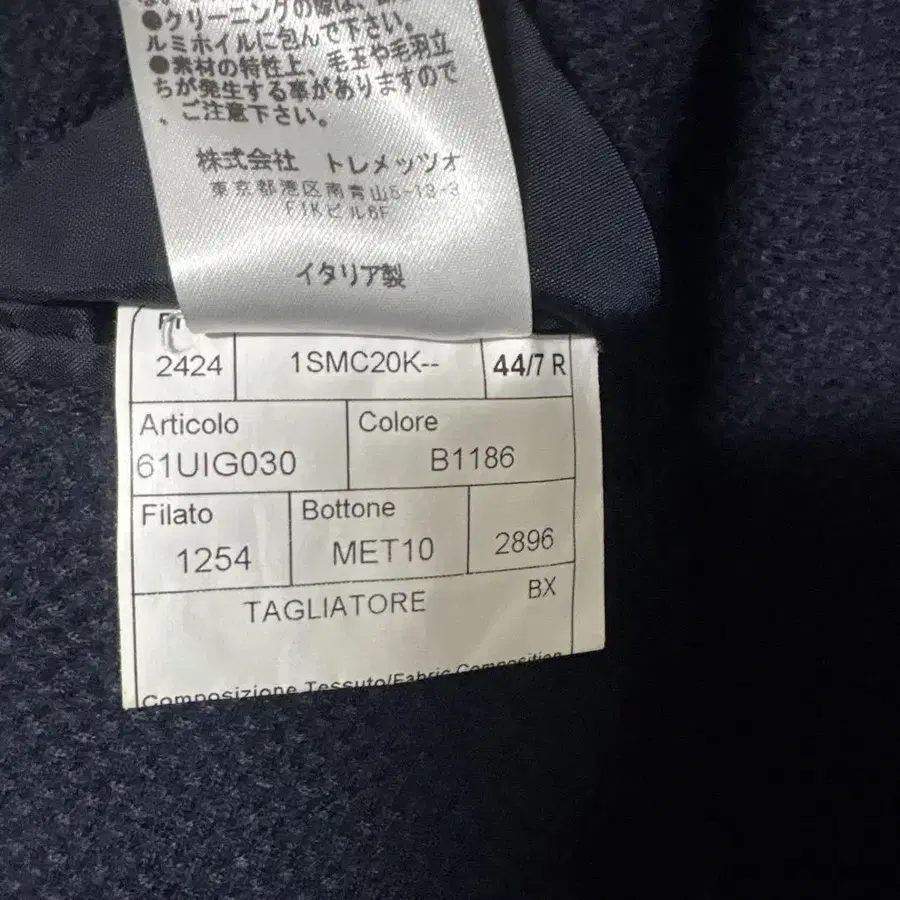 ●クリーニングの際は、
ルミホイルに包んで下さい。
●素材の特性上、毛玉や毛羽立
ちが発生する事がありますので
、ご注意下さい。
株式会社 トレメッツォ
東京都港区南青山5-13-3
FIKビル6F
イタリア製
2424 1SMC20K-- 44/7 R
Articolo Colore
61UIG030 B1186
Filato Bottone
1254 MET10 2896
TAGLIATORE BX
Composizione Tessuto/Fabric Composition